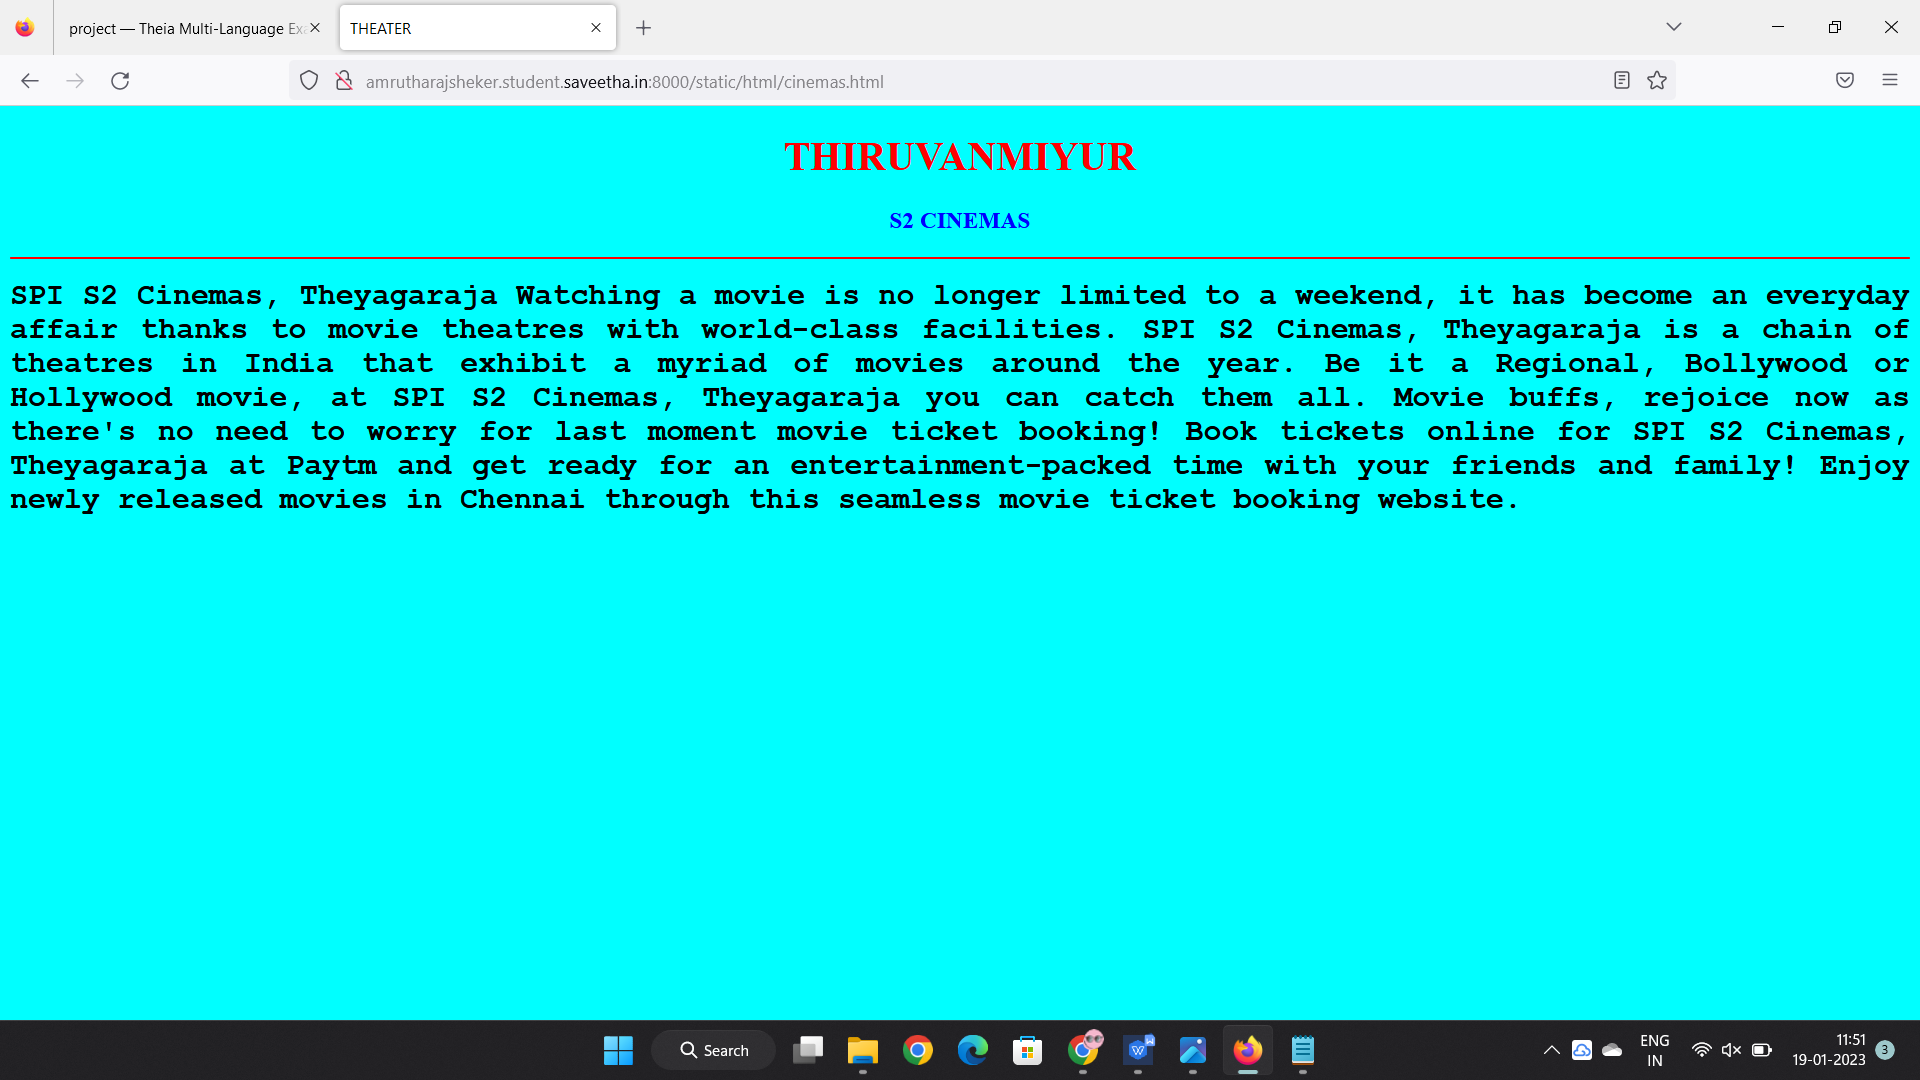 project — Theia Multi-Language Exa
THEATER
amrutharajsheker.student.saveetha.in:8000/static/html/cinemas.html
THIRUVANMIYUR
S2 CINEMAS
SPI S2 Cinemas, Theyagaraja Watching a movie is no longer limited to a weekend, it has become an everyday
affair thanks to movie theatres with world-class facilities. SPI S2 Cinemas, Theyagaraja is a chain of
theatres in India that exhibit a myriad of movies around the year. Be it a Regional, Bollywood or
Hollywood movie, at SPI S2 Cinemas, Theyagaraja you can catch them all. Movie buffs, rejoice now as
there's no need to worry for last moment movie ticket booking! Book tickets online for SPI S2 Cinemas,
Theyagaraja at Paytm and get ready for an entertainment-packed time with your friends and family! Enjoy
newly released movies in Chennai through this seamless movie ticket booking website.
Search
ENG
IN
11:51
19-01-2023
3